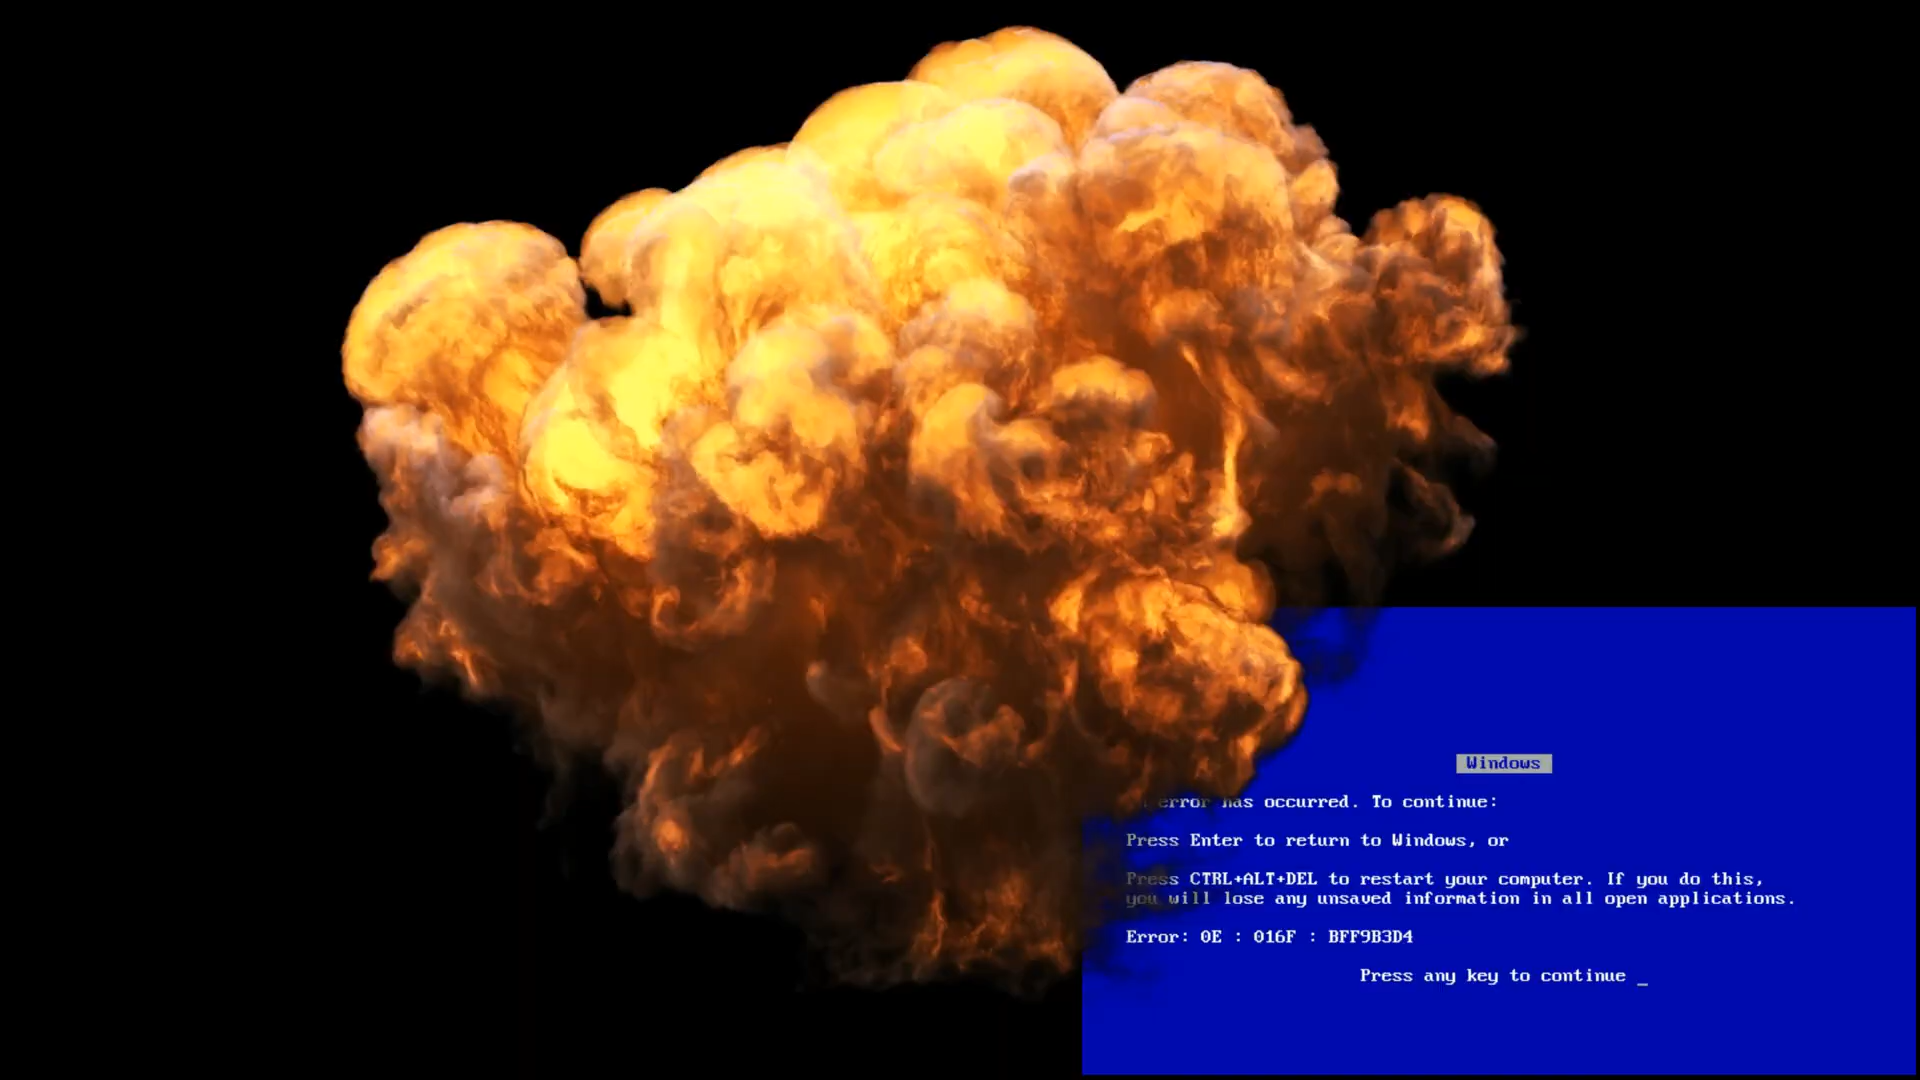 Windows
error has occurred. To continue:
Press Enter to return to Windows, or
Press CTRL+ALT+DEL to restart your computer. If you do this,
you will lose any unsaved information in all open applications.
Error: 0E : 016F : BFF9B3D4
Press any key to continue _